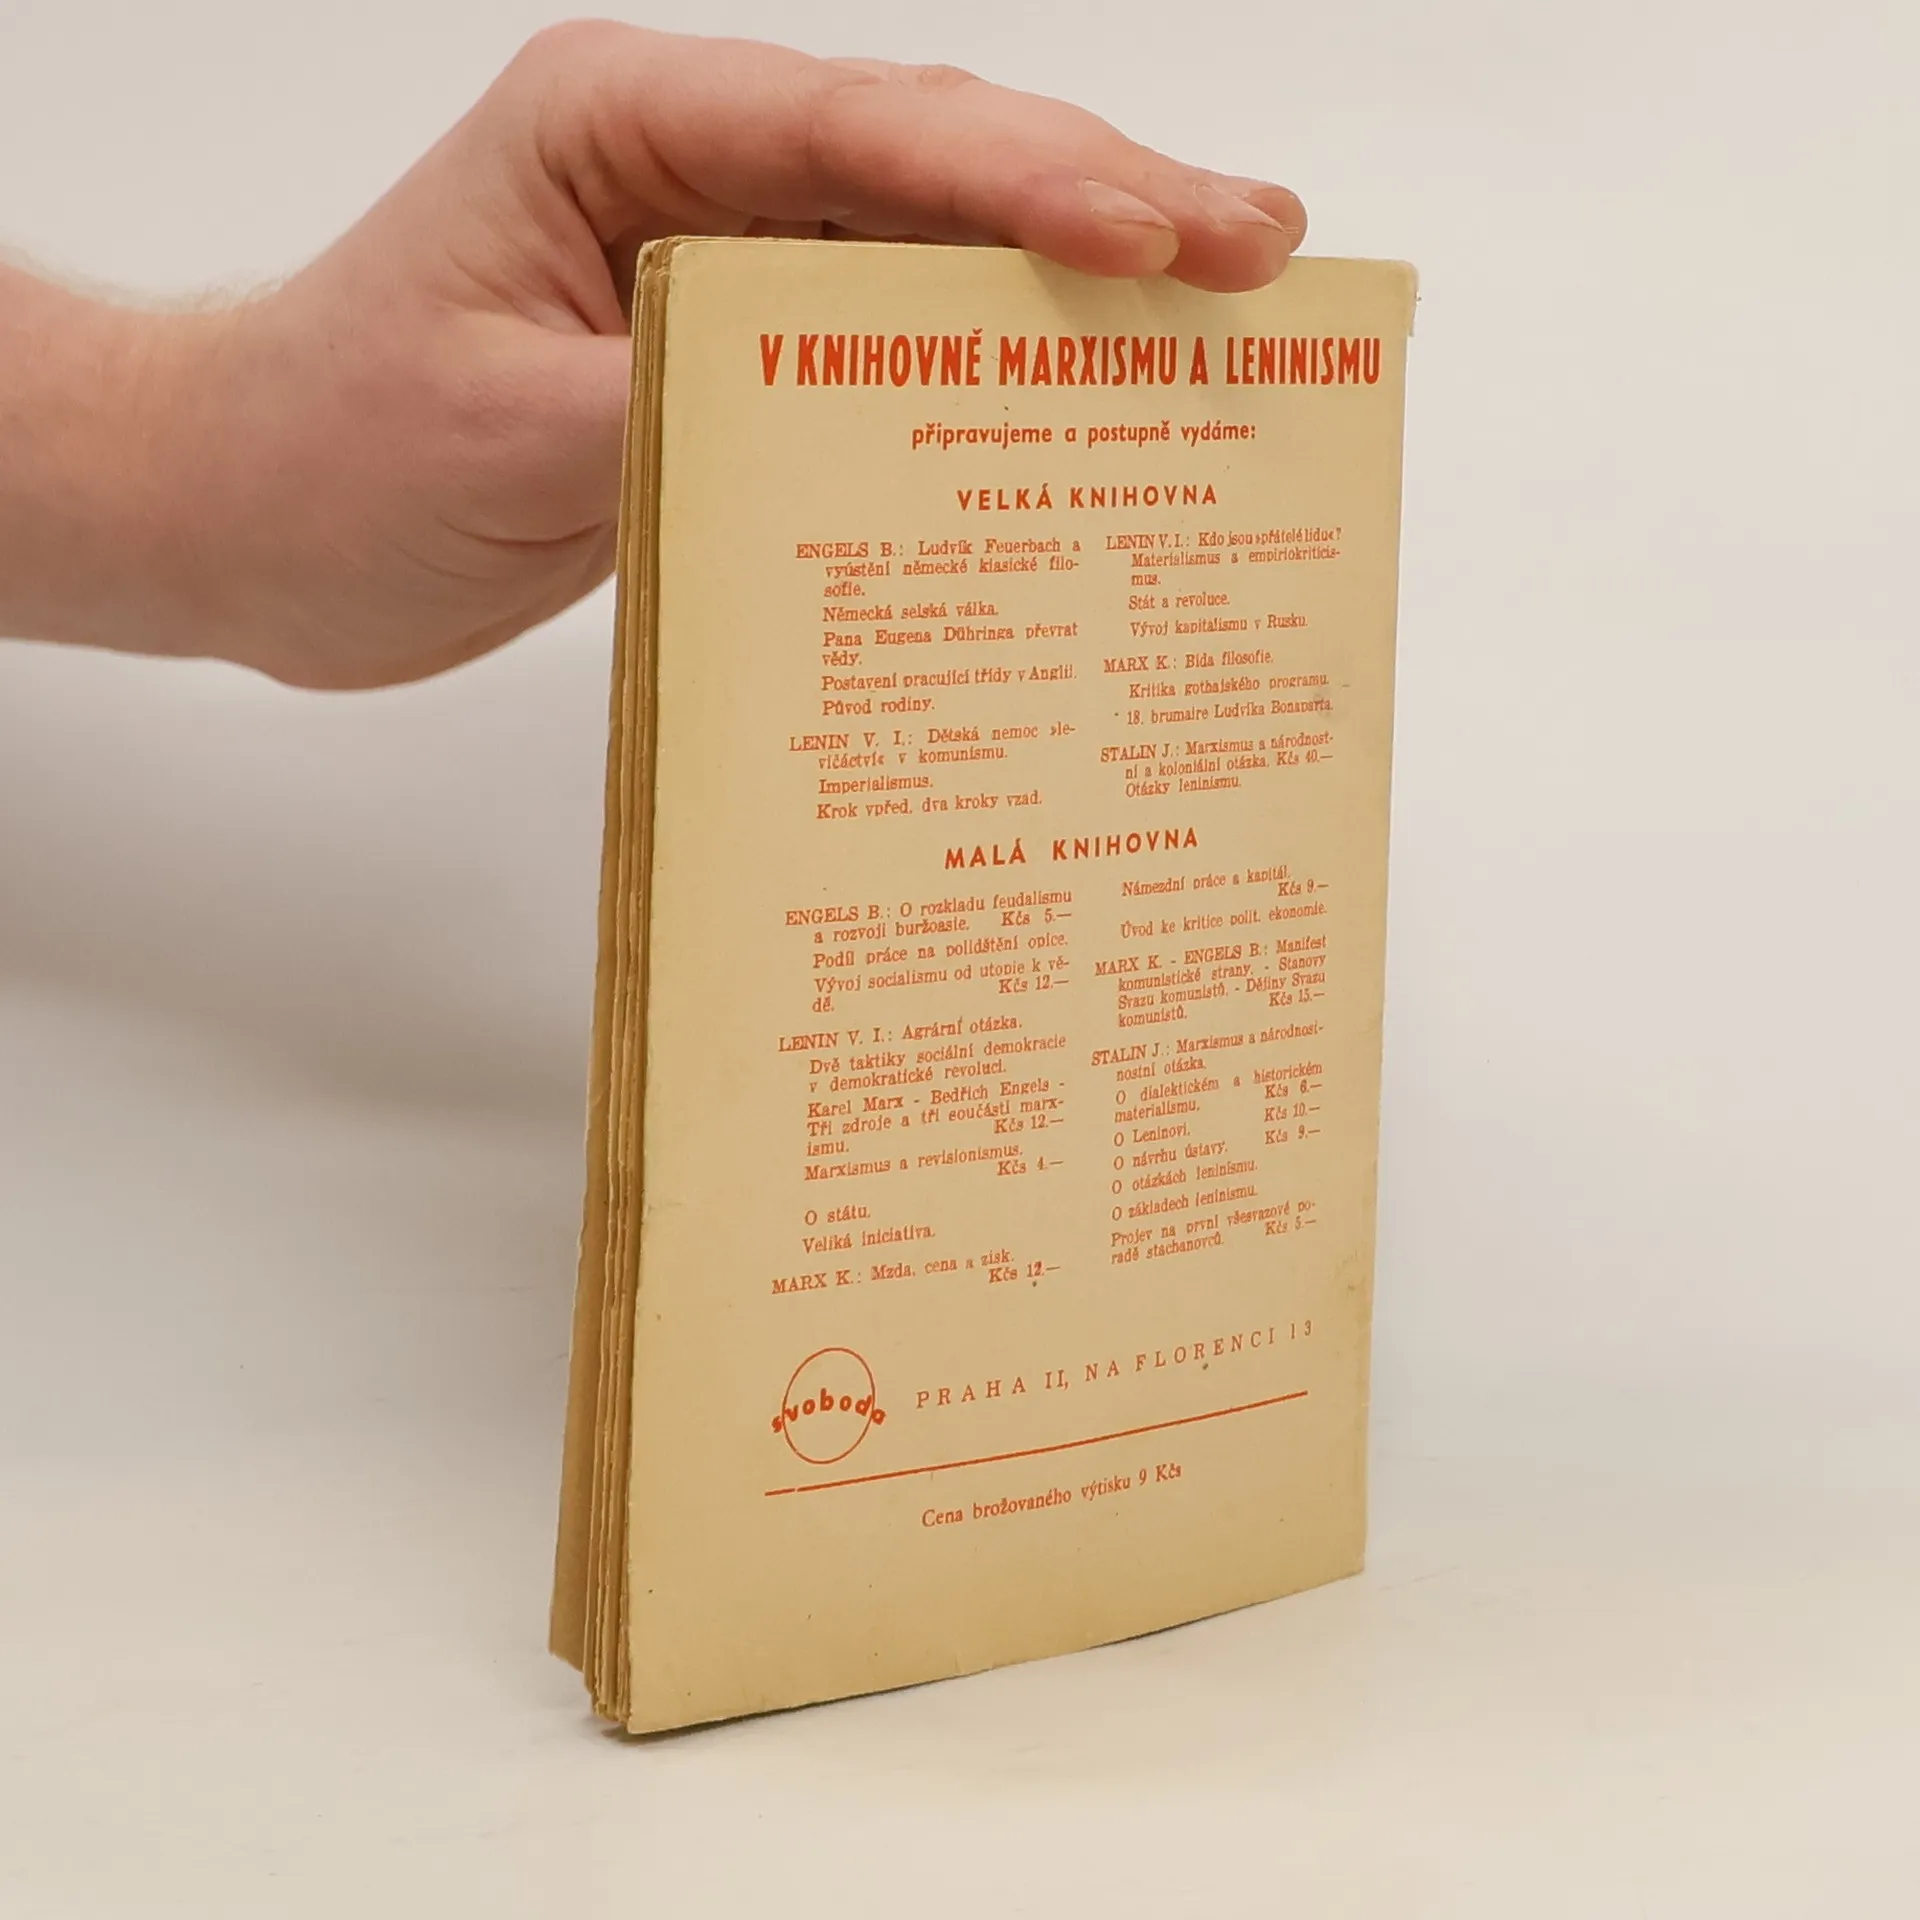 V KNIHOVNĚ MARXISMU A LENINISMU
připravujeme a postupně vydáme:
VELKÁ KNIHOVNA
ENGELS B.: Ludvík Feuerbach a
vyústění německé klasické filo-
sofie.
Německá selská válka.
Pana Eugena Dühringa převrat
vědy.
Postavení pracující třídy v Anglii.
Původ rodiny.
LENIN V. I.: Dětská nemoc »le-
vičáctví« v komunismu.
Imperialismus.
Krok vpřed, dva kroky vzad.
LENIN V. I.: Kdo jsou »přátelé lidu«?
Materialismus a empiriokriticis-
mus.
Stát a revoluce.
Vývoj kapitalismu v Rusku.
MARX K.: Bída filosofie.
Kritika gothajského programu.
18. brumaire Ludvíka Bonaparta.
STALIN J.: Marxismus a národnost-
ní a koloniální otázka. Kčs 40.—
Otázky leninismu.
MALÁ KNIHOVNA
ENGELS B.: O rozkladu feudalismu
a rozvoji buržoasie. Kčs 5.—
Podíl práce na polidštění opice.
Vývoj socialismu od utopie k vě-
dě. Kčs 12.—
LENIN V. I.: Agrární otázka.
Dvě taktiky sociální demokracie
v demokratické revoluci.
Karel Marx - Bedřich Engels -
Tři zdroje a tři součásti marx-
ismu. Kčs 12.—
Marxismus a revisionismus.
Kčs 4.—
O státu.
Veliká iniciativa.
MARX K.: Mzda, cena a zisk.
Kčs 12.—
Námezdní práce a kapitál.
Kčs 9.—
Úvod ke kritice polit. ekonomie.
MARX K. - ENGELS B.: Manifest
komunistické strany. - Stanovy
Svazu komunistů. - Dějiny Svazu
komunistů. Kčs 15.—
STALIN J.: Marxismus a národnost-
nostní otázka.
O dialektickém a historickém
materialismu. Kčs 6.—
O Leninovi. Kčs 10.—
O návrhu ústavy. Kčs 9.—
O otázkách leninismu.
O základech leninismu.
Projev na první všesvazové po-
radě stachanovců. Kčs 5.—
svoboda
PRAHA II, NA FLORENCI 13
Cena brožovaného výtisku 9 Kčs